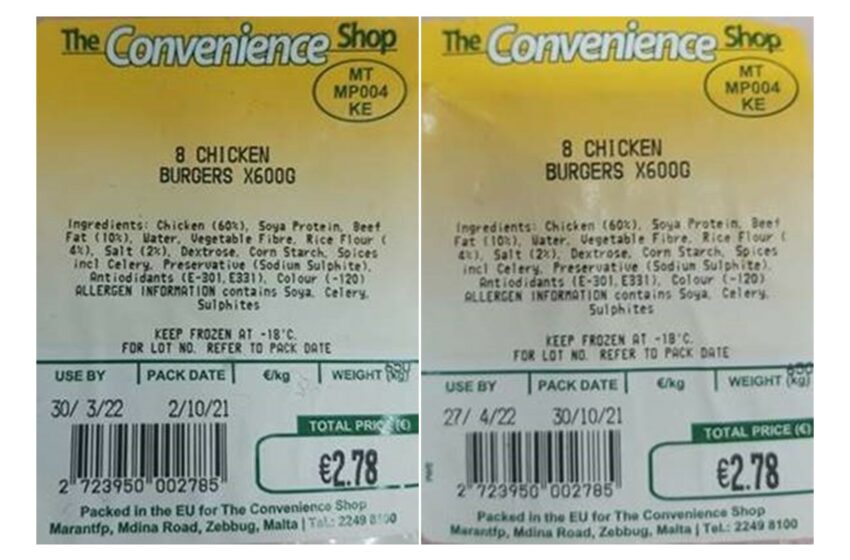 The Convenience Shop
MT
MP004
KE
8 CHICKEN
BURGERS X600G
Ingredients: Chicken (60%), Soya Protein, Beef
Fat (10%), Water, Vegetable Fibre, Rice Flour (
4%), Salt (2%), Dextrose, Corn Starch, Spices
incl Celery, Preservative (Sodium Sulphite),
Antiodidants (E-301, E331), Colour (-120)
ALLERGEN INFORMATION contains Soya, Celery,
Sulphites
KEEP FROZEN AT -18°C.
FOR LOT NO. REFER TO PACK DATE
USE BY PACK DATE €/kg WEIGHT (kg)
30/ 3/22 2/10/21
TOTAL PRICE (€)
€2.78
2 723950 002785
Packed in the EU for The Convenience Shop
Marantfp, Mdina Road, Zebbug, Malta | Tel.: 2249 8100
The Convenience Shop
MT
MP004
KE
8 CHICKEN
BURGERS X600G
Ingredients: Chicken (60%), Soya Protein, Beef
Fat (10%), Water, Vegetable Fibre, Rice Flour (
4%), Salt (2%), Dextrose, Corn Starch, Spices
incl Celery, Preservative (Sodium Sulphite),
Antiodidants (E-301, E331), Colour (-120)
ALLERGEN INFORMATION contains Soya, Celery,
Sulphites
KEEP FROZEN AT -18°C.
FOR LOT NO. REFER TO PACK DATE
USE BY PACK DATE €/kg WEIGHT (kg)
27/ 4/22 30/10/21
TOTAL PRICE (€)
€2.78
2 723950 002785
Packed in the EU for The Convenience Shop
Marantfp, Mdina Road, Zebbug, Malta | Tel.: 2249 8100